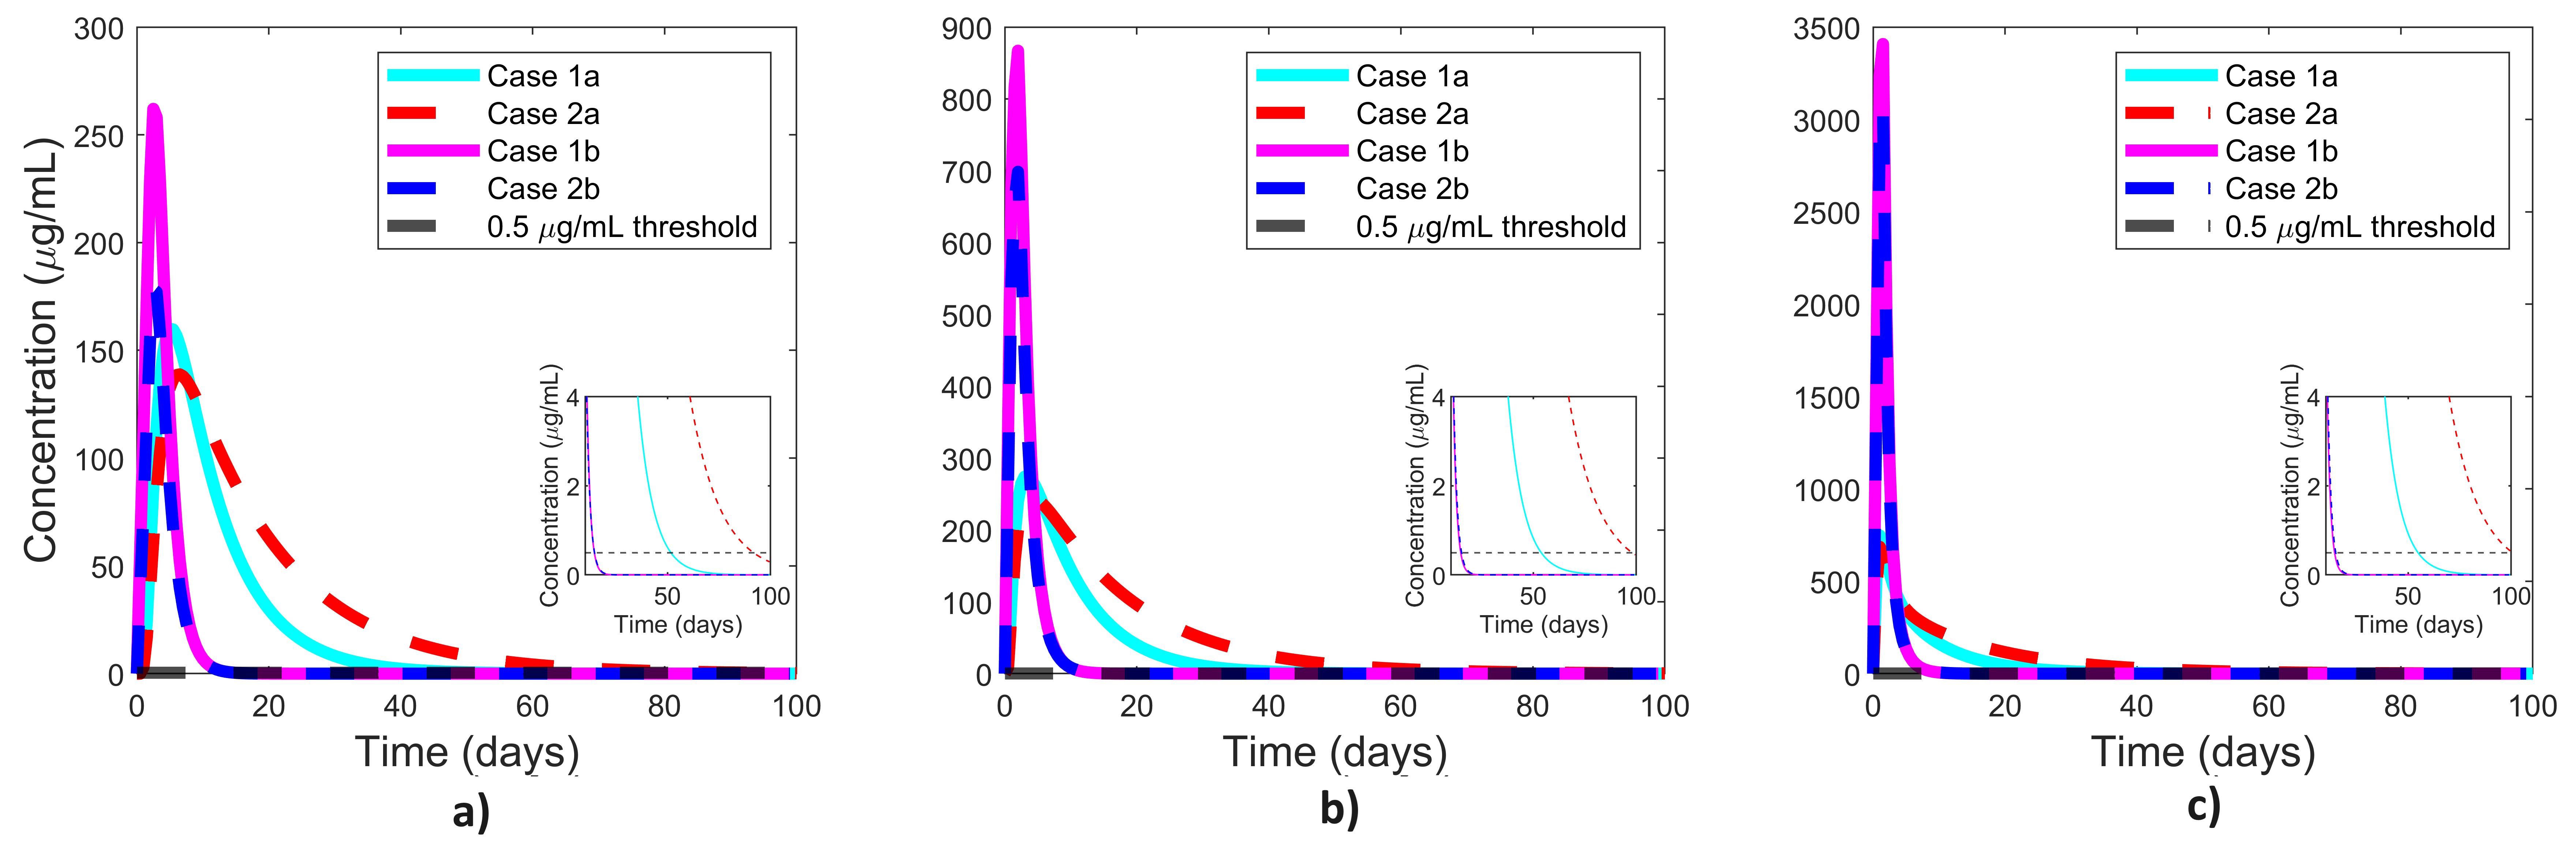 300
250
200
150
100
50
0
Concentration (μg/mL)
0 20 40 60 80 100
Time (days)
Case 1a
Case 2a
Case 1b
Case 2b
0.5 μg/mL threshold
4
2
0
Concentration (μg/mL)
50 100
Time (days)
a)
900
800
700
600
500
400
300
200
100
0
0 20 40 60 80 100
Time (days)
Case 1a
Case 2a
Case 1b
Case 2b
0.5 μg/mL threshold
4
2
0
Concentration (μg/mL)
50 100
Time (days)
b)
3500
3000
2500
2000
1500
1000
500
0
0 20 40 60 80 100
Time (days)
Case 1a
Case 2a
Case 1b
Case 2b
0.5 μg/mL threshold
4
2
0
Concentration (μg/mL)
50 100
Time (days)
c)